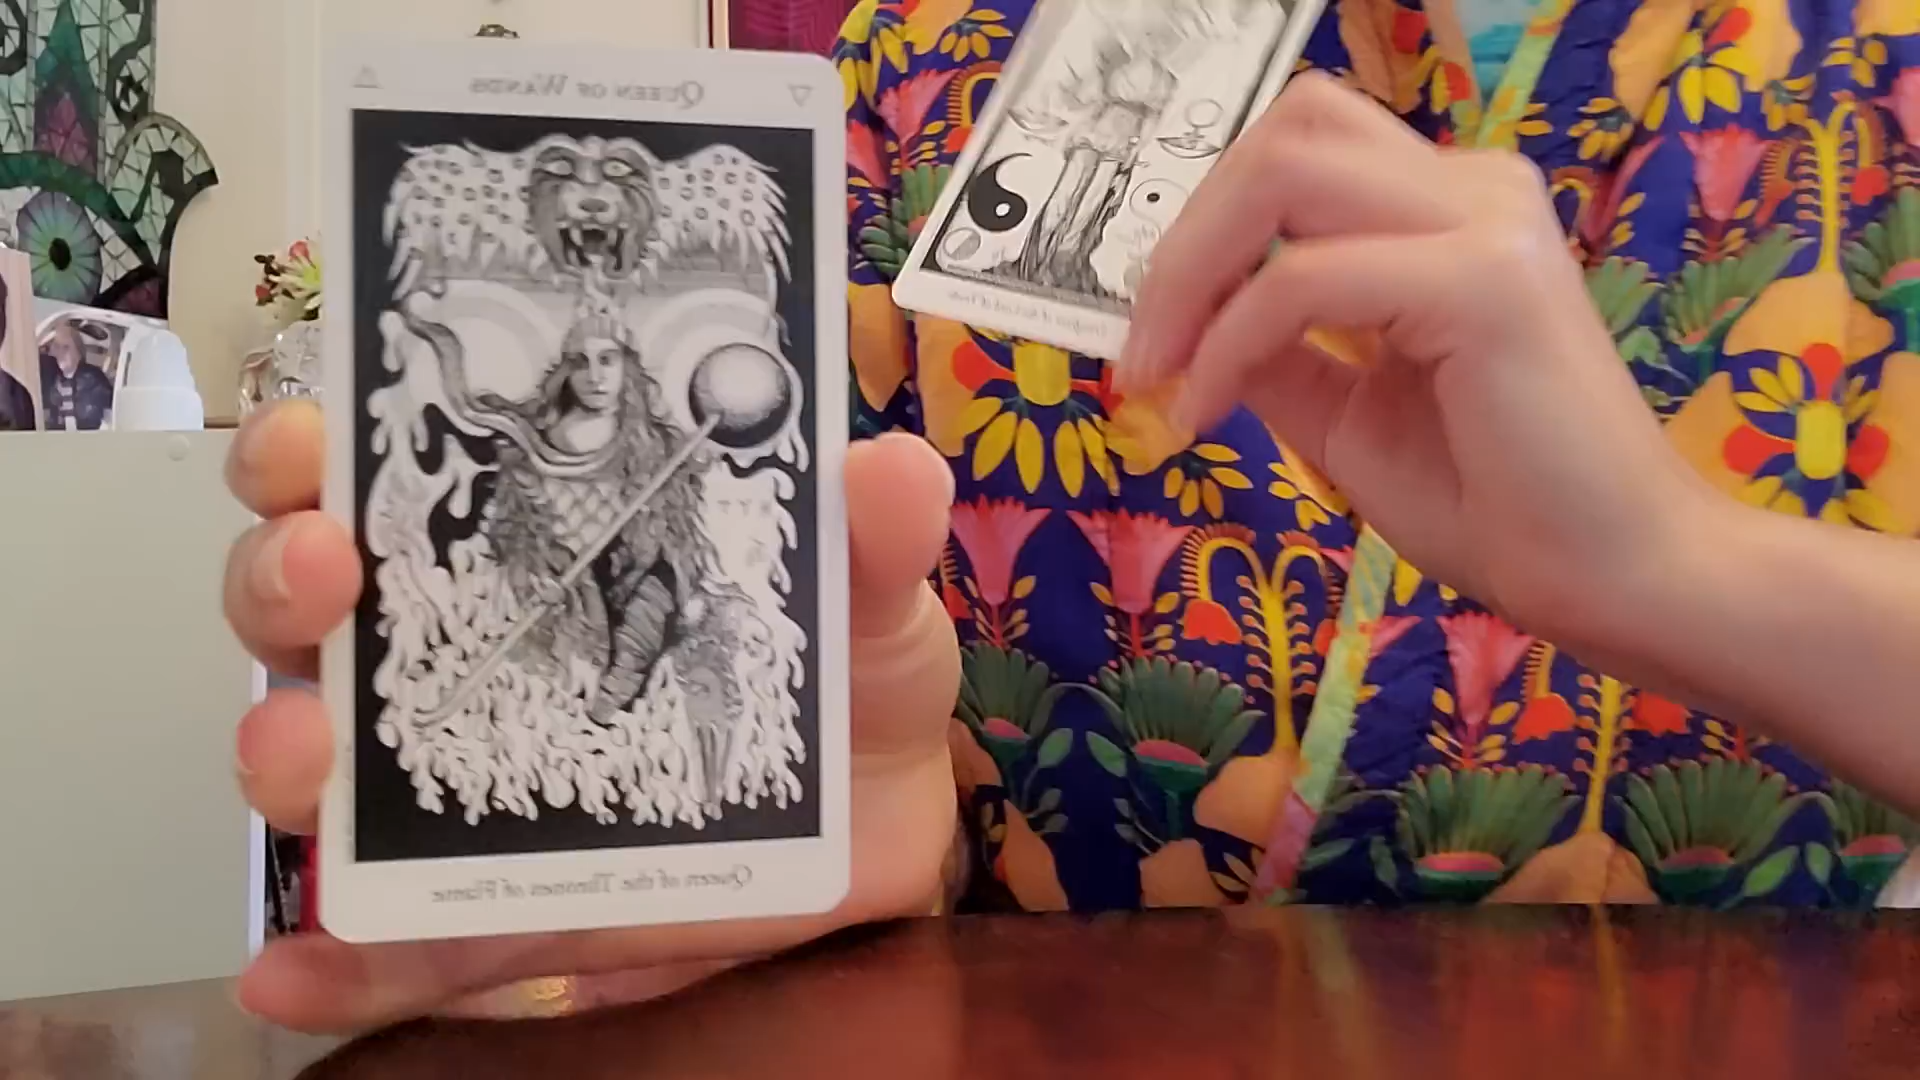 QUEEN OF WANDS
Queen of the Thrones of Flame